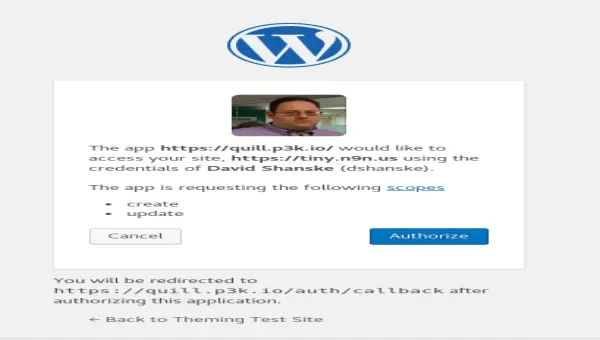 The app https://quill.p3k.io/ would like to
access your site, https://tiny.n9n.us using the
credentials of David Shanske (dshanske).
The app is requesting the following scopes
• create
• update
Cancel
Authorize
You will be redirected to
https://quill.p3k.io/auth/callback after
authorizing this application.
← Back to Theming Test Site